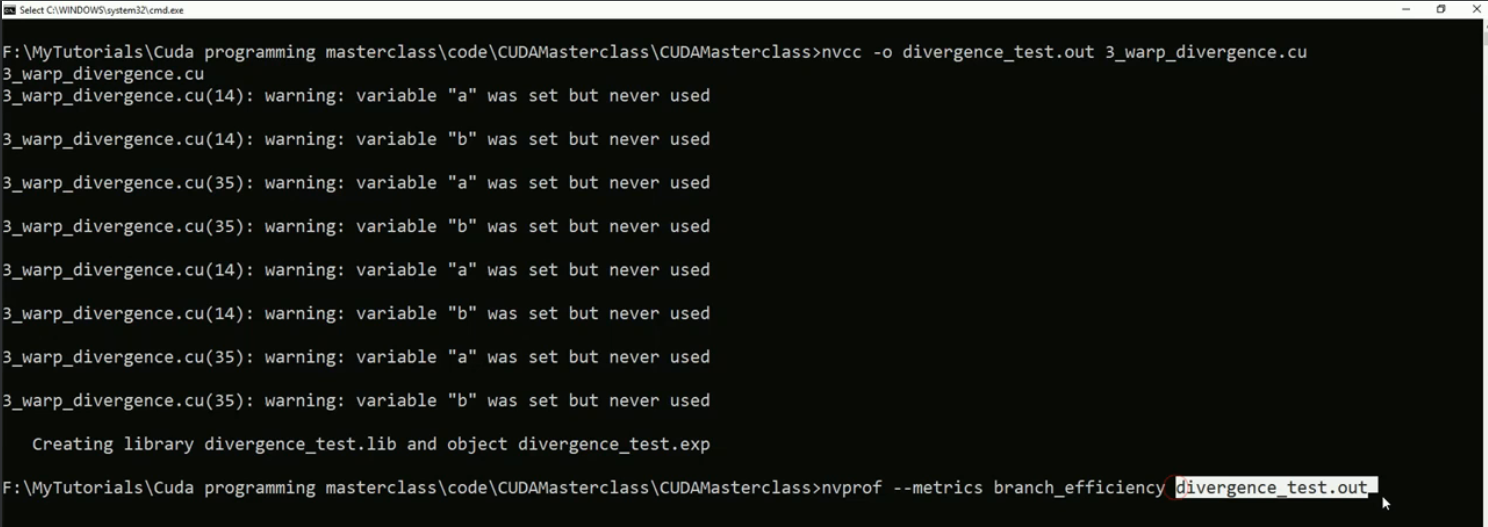 Select C:\WINDOWS\system32\cmd.exe
F:\MyTutorials\Cuda programming masterclass\code\CUDAMasterclass\CUDAMasterclass>nvcc -o divergence_test.out 3_warp_divergence.cu
3_warp_divergence.cu
3_warp_divergence.cu(14): warning: variable "a" was set but never used
3_warp_divergence.cu(14): warning: variable "b" was set but never used
3_warp_divergence.cu(35): warning: variable "a" was set but never used
3_warp_divergence.cu(35): warning: variable "b" was set but never used
3_warp_divergence.cu(14): warning: variable "a" was set but never used
3_warp_divergence.cu(14): warning: variable "b" was set but never used
3_warp_divergence.cu(35): warning: variable "a" was set but never used
3_warp_divergence.cu(35): warning: variable "b" was set but never used
Creating library divergence_test.lib and object divergence_test.exp
F:\MyTutorials\Cuda programming masterclass\code\CUDAMasterclass\CUDAMasterclass>nvprof --metrics branch_efficiency divergence_test.out